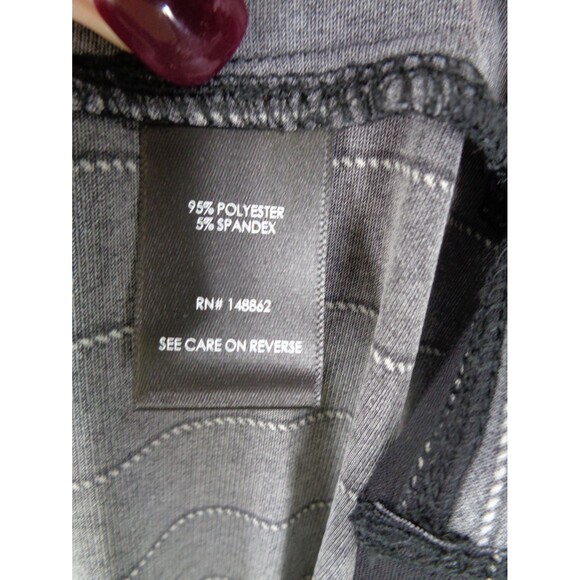 95% POLYESTER
5% SPANDEX
RN# 148862
SEE CARE ON REVERSE